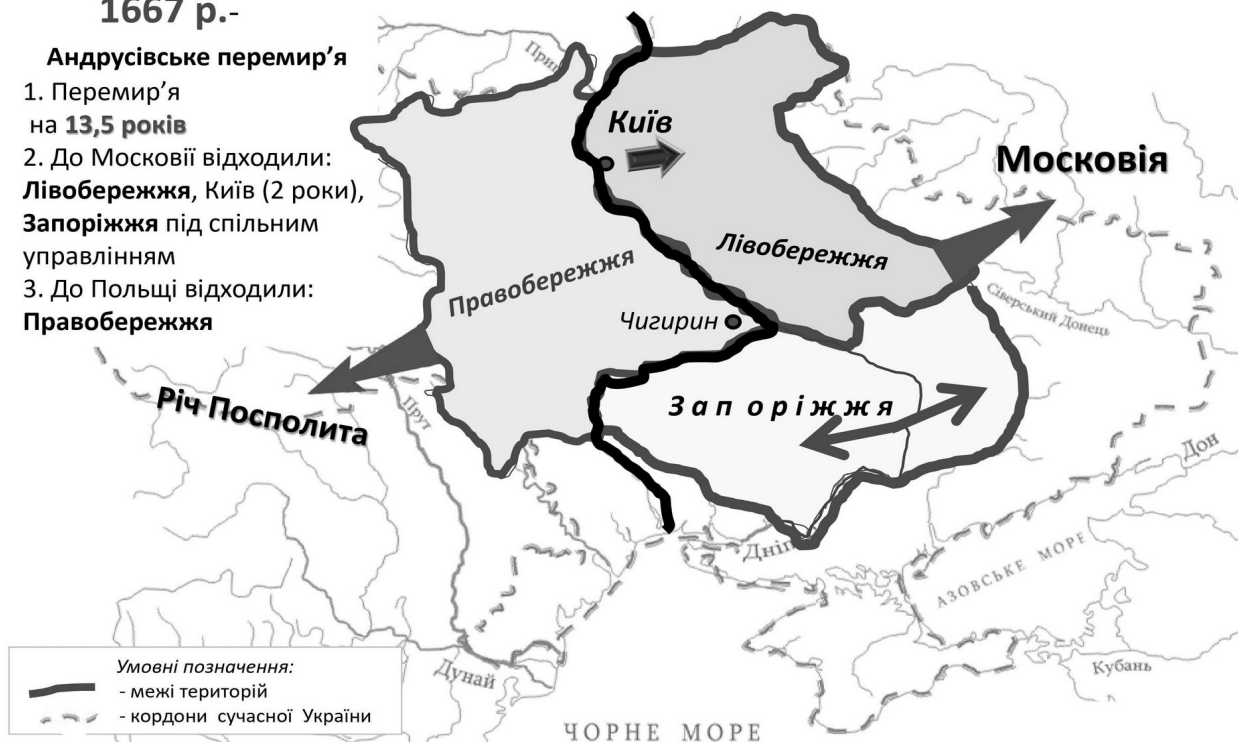 1667 р.-
Андрусівське перемир’я
1. Перемир’я
на 13,5 років
2. До Московії відходили:
Лівобережжя, Київ (2 роки),
Запоріжжя під спільним
управлінням
3. До Польщі відходили:
Правобережжя
Прип
Київ
Московія
Лівобережжя
Правобережжя
Сіверський Донець
Чигирин
Запоріжжя
Річ Посполита
Прут
Дон
Дніп
АЗОВСЬКЕ МОРЕ
Кубань
Дунай
ЧОРНЕ МОРЕ
Умовні позначення:
- межі територій
- кордони сучасної України